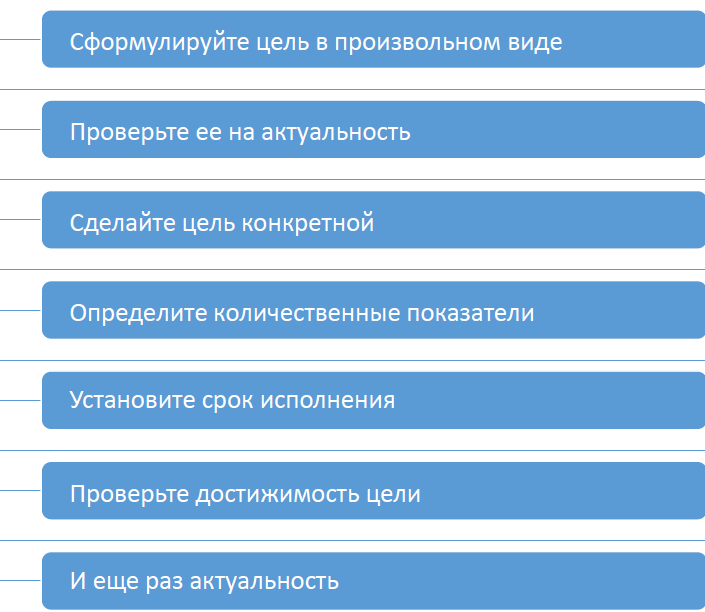 Сформулируйте цель в произвольном виде
Проверьте ее на актуальность
Сделайте цель конкретной
Определите количественные показатели
Установите срок исполнения
Проверьте достижимость цели
И еще раз актуальность